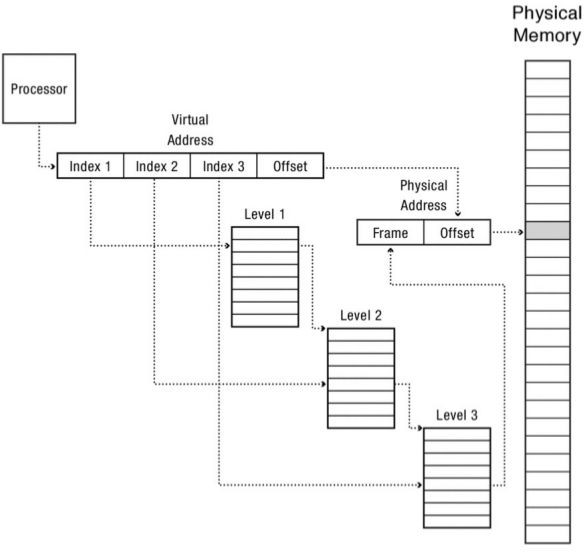 Physical
Memory
Processor
Virtual
Address
Index 1 Index 2 Index 3 Offset
Physical
Address
Level 1
Frame Offset
Level 2
Level 3